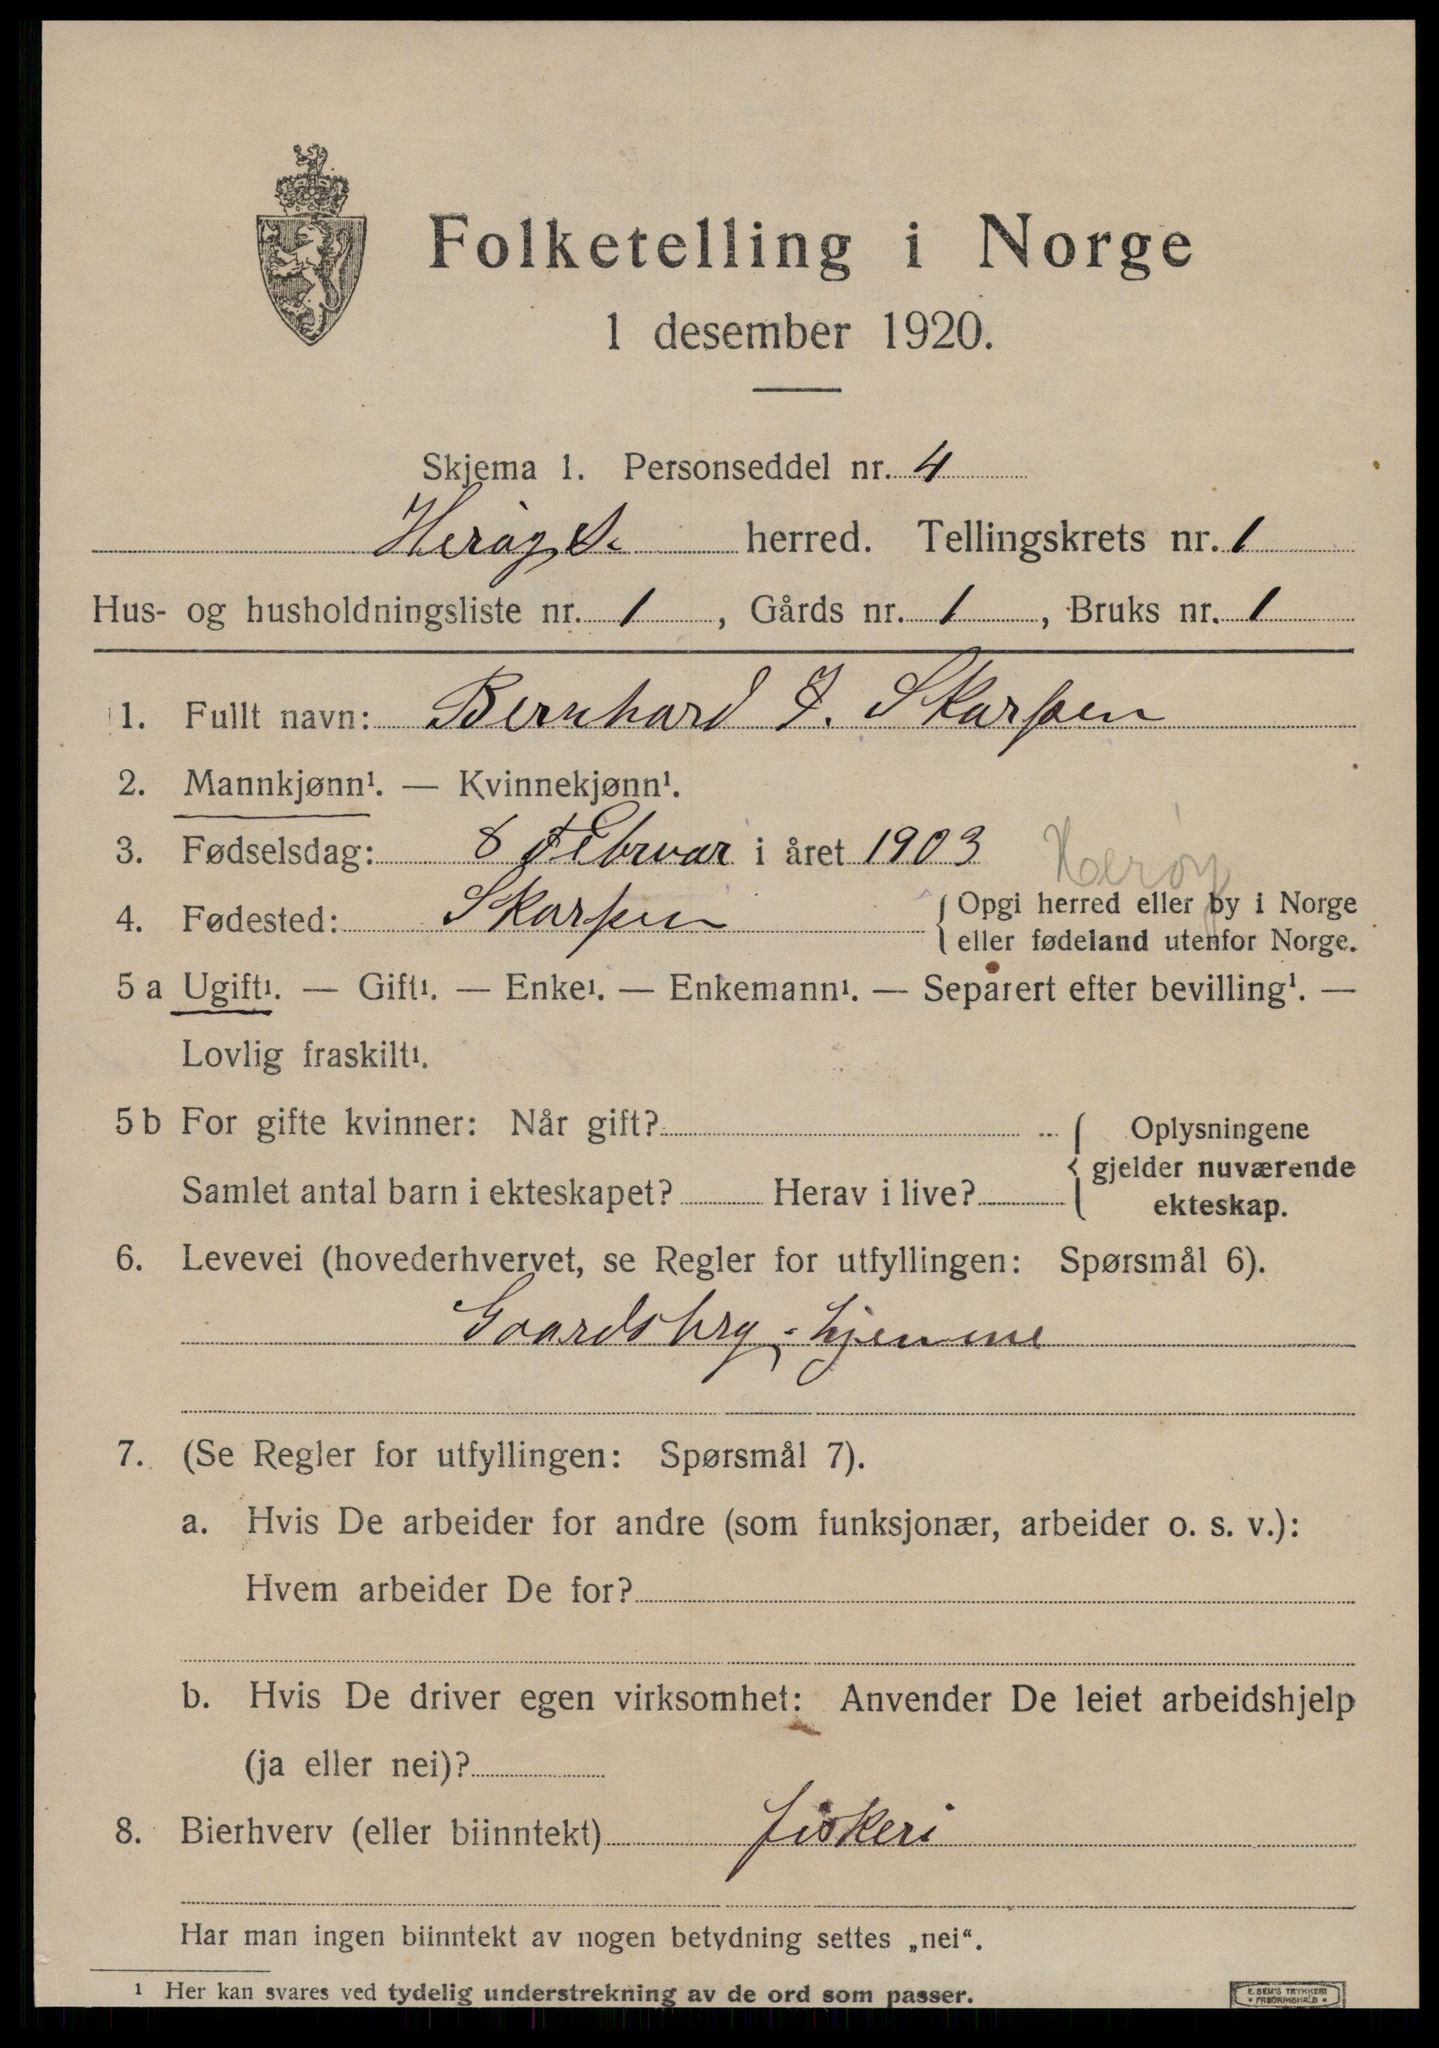 Folketelling i Norge
1 desember 1920.
Skjema 1. Personseddel nr. 4
Herøy S. herred. Tellingskrets nr. 1
Hus- og husholdningsliste nr. 1, Gårds nr. 1, Bruks nr. 1
1. Fullt navn: Bernhard J. Skarpen
2. Mannkjønn¹. — Kvinnekjønn¹.
3. Fødselsdag: 8 Februar i året 1903
Herøy
4. Fødested: Skarpen { Opgi herred eller by i Norge
eller fødeland utenfor Norge.
5 a Ugift¹. — Gift¹. — Enke¹. — Enkemann¹. — Separert efter bevilling¹. —
Lovlig fraskilt¹.
5 b For gifte kvinner: Når gift? { Oplysningene
gjelder nuværende
Samlet antal barn i ekteskapet? Herav i live? ekteskap.
6. Levevei (hovederhvervet, se Regler for utfyllingen: Spørsmål 6).
Gaardsbrg. hjemme
7. (Se Regler for utfyllingen: Spørsmål 7).
a. Hvis De arbeider for andre (som funksjonær, arbeider o. s. v.):
Hvem arbeider De for?
b. Hvis De driver egen virksomhet: Anvender De leiet arbeidshjelp
(ja eller nei)?
8. Bierhverv (eller biinntekt) fiskeri
Har man ingen biinntekt av nogen betydning settes „nei“.
¹ Her kan svares ved tydelig understrekning av de ord som passer.
E. SEM'S TRYKKERI
FREDRIKSHALD